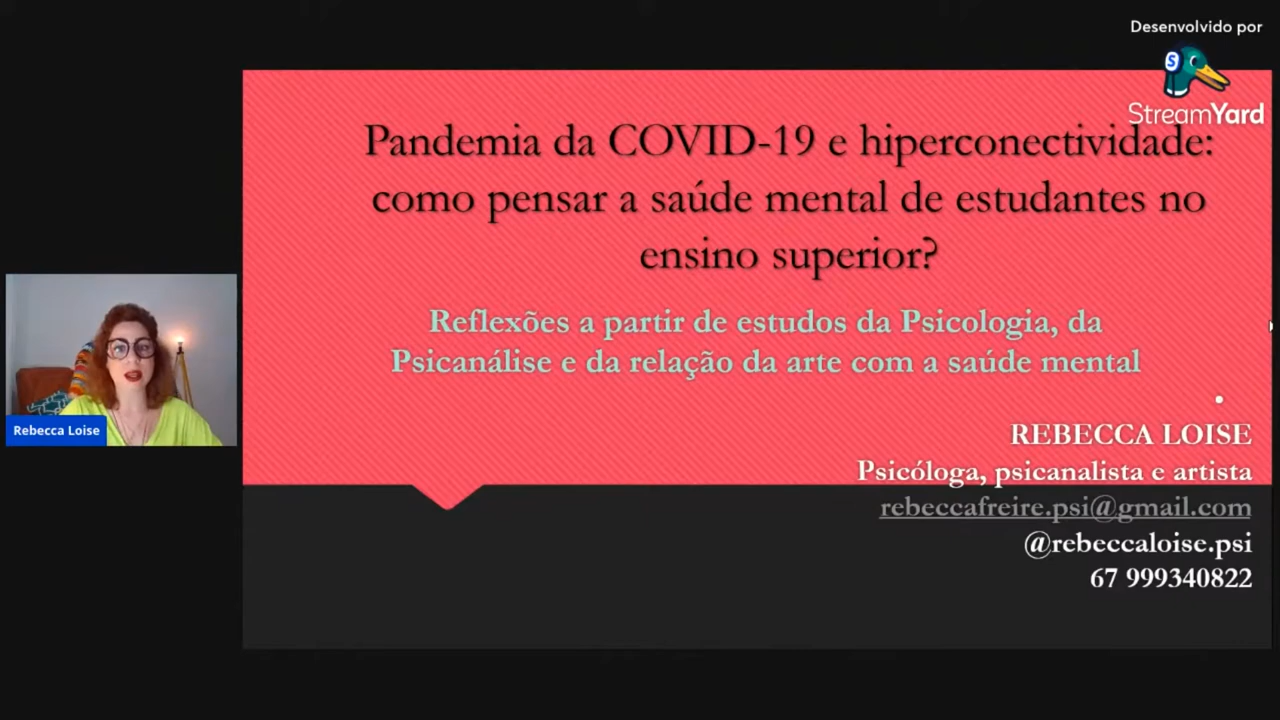 Desenvolvido por
StreamYard
Pandemia da COVID-19 e hiperconectividade:
como pensar a saúde mental de estudantes no
ensino superior?
Reflexões a partir de estudos da Psicologia, da
Psicanálise e da relação da arte com a saúde mental
REBECCA LOISE
Psicóloga, psicanalista e artista
rebeccafreire.psi@gmail.com
@rebeccaloise.psi
67 999340822
Rebecca Loise